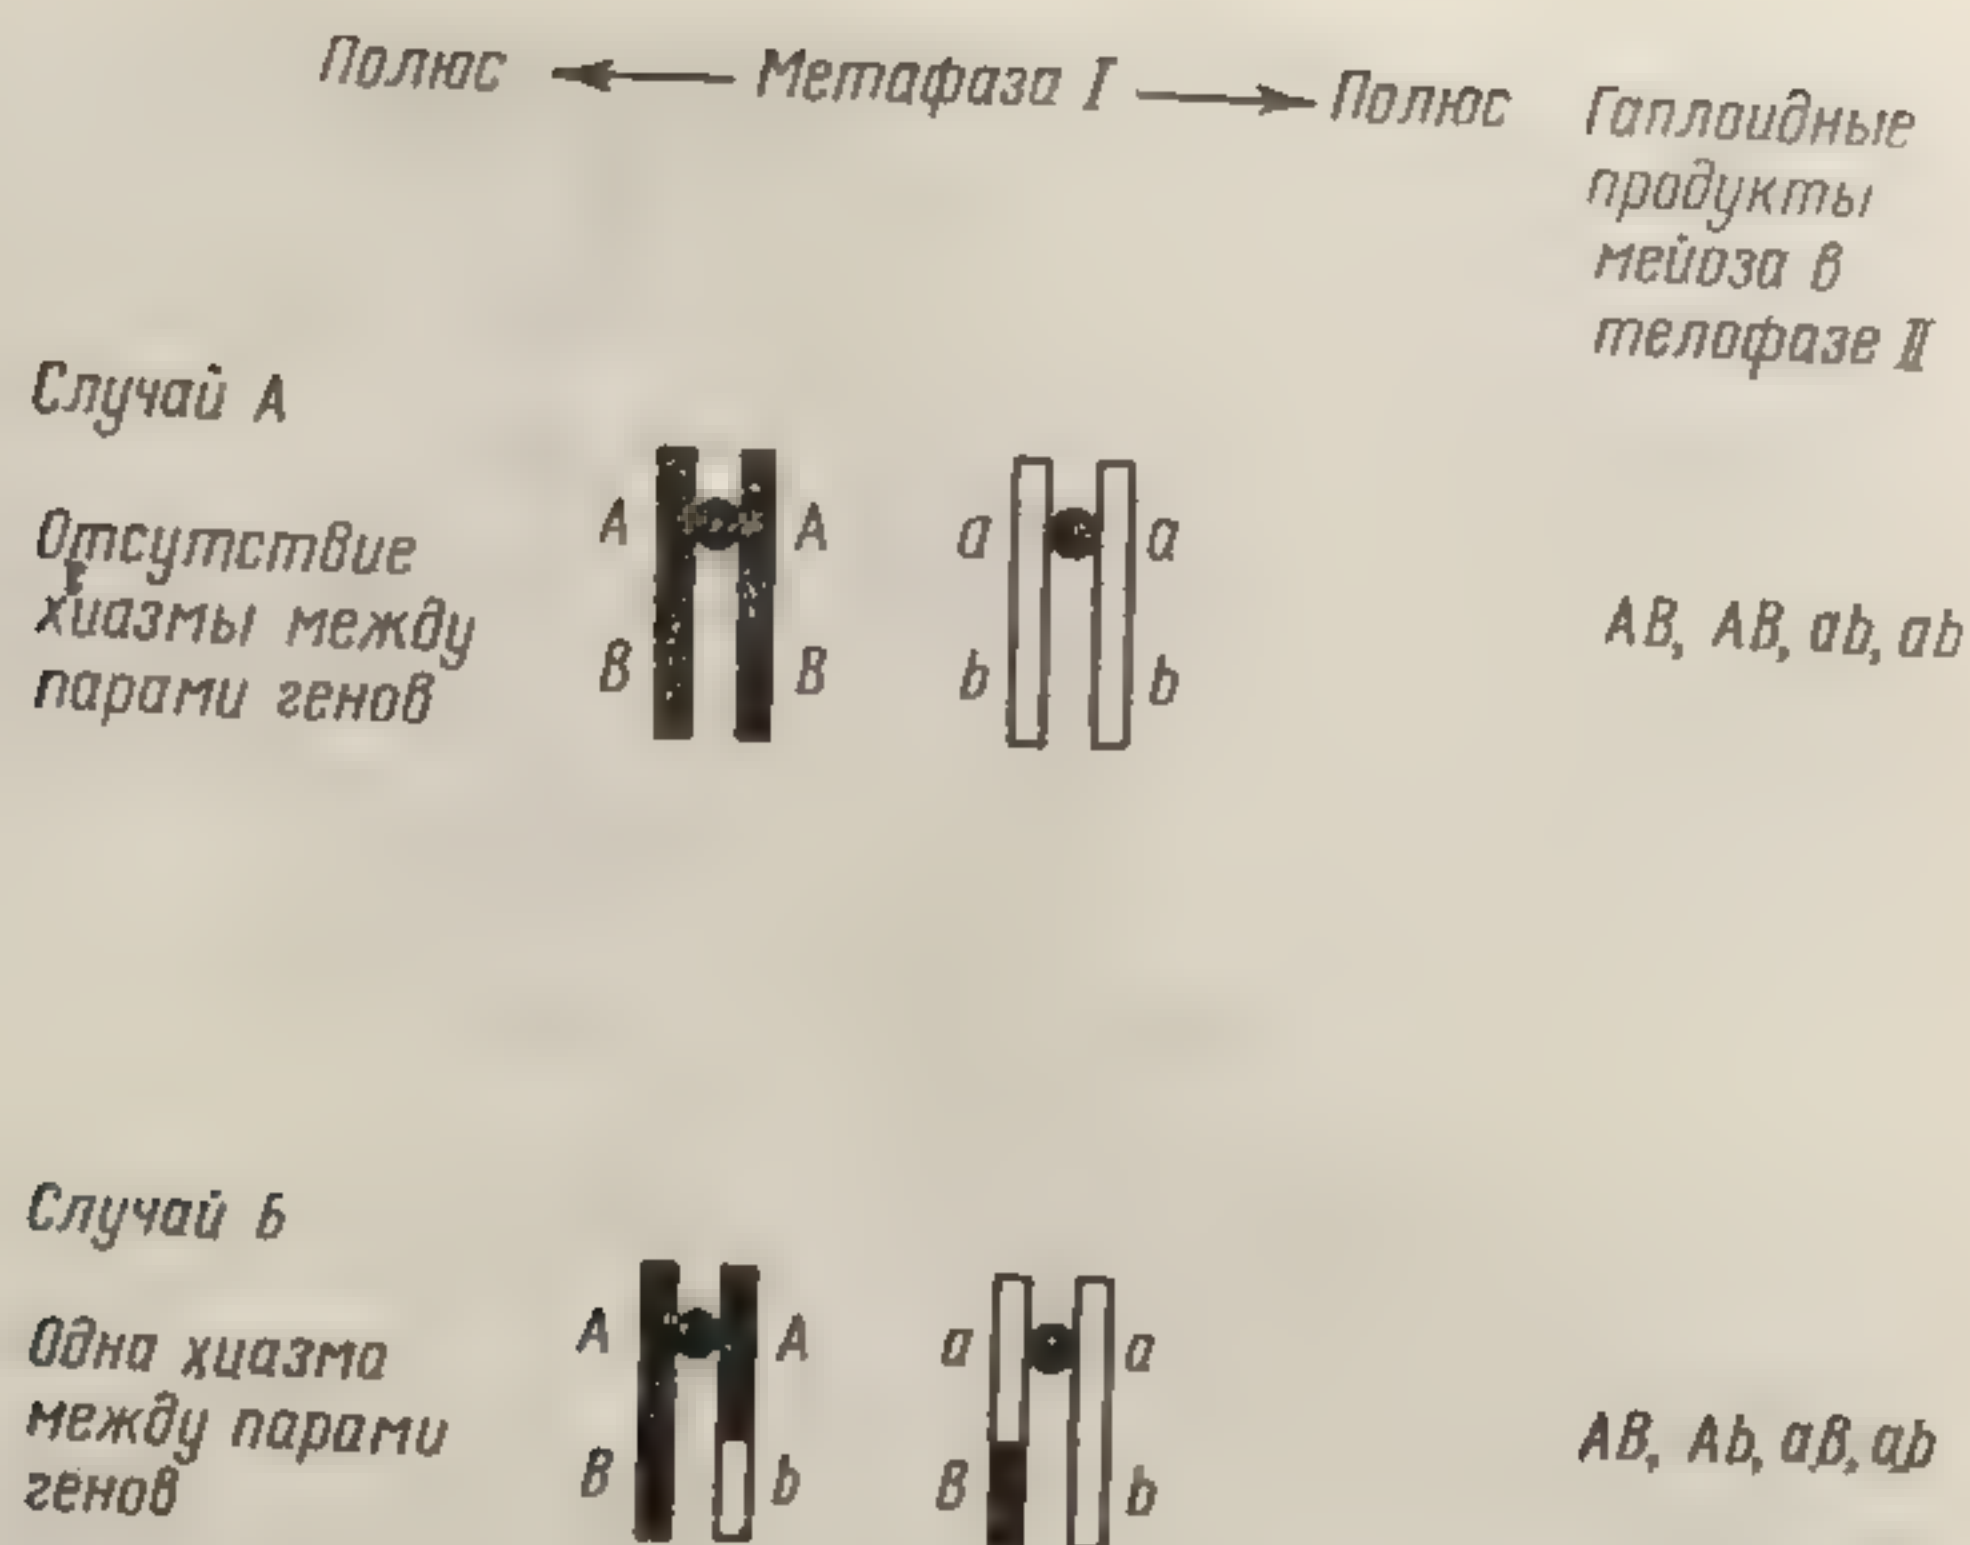 Полюс Метафаза I Полюс Гаплоидные
продукты
мейоза в
телофазе II
Случай А
Отсутствие
хиазмы между
парами генов
A A a a
B B b b
AB, AB, ab, ab
Случай Б
Одна хиазма
между парами
генов
A A a a
B b B b
AB, Ab, aB, ab